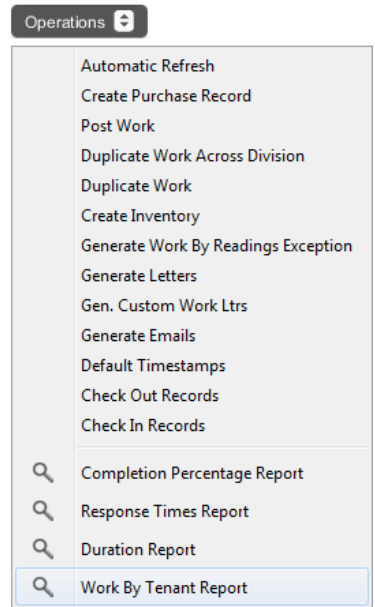 Operations
Automatic Refresh
Create Purchase Record
Post Work
Duplicate Work Across Division
Duplicate Work
Create Inventory
Generate Work By Readings Exception
Generate Letters
Gen. Custom Work Ltrs
Generate Emails
Default Timestamps
Check Out Records
Check In Records
Completion Percentage Report
Response Times Report
Duration Report
Work By Tenant Report